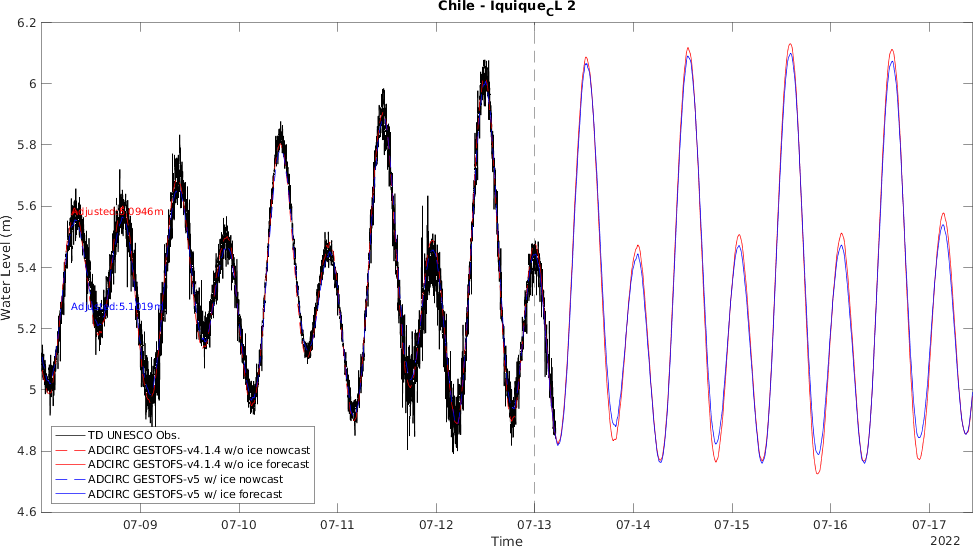 Chile - Iquique_CL 2
Water Level (m)
6.2
6
5.8
5.6
5.4
5.2
5
4.8
4.6
Adjusted:5.0946m
Adjusted:5.1019m
TD UNESCO Obs.
ADCIRC GESTOFS-v4.1.4 w/o ice nowcast
ADCIRC GESTOFS-v4.1.4 w/o ice forecast
ADCIRC GESTOFS-v5 w/ ice nowcast
ADCIRC GESTOFS-v5 w/ ice forecast
07-09
07-10
07-11
07-12
07-13
07-14
07-15
07-16
07-17
Time
2022